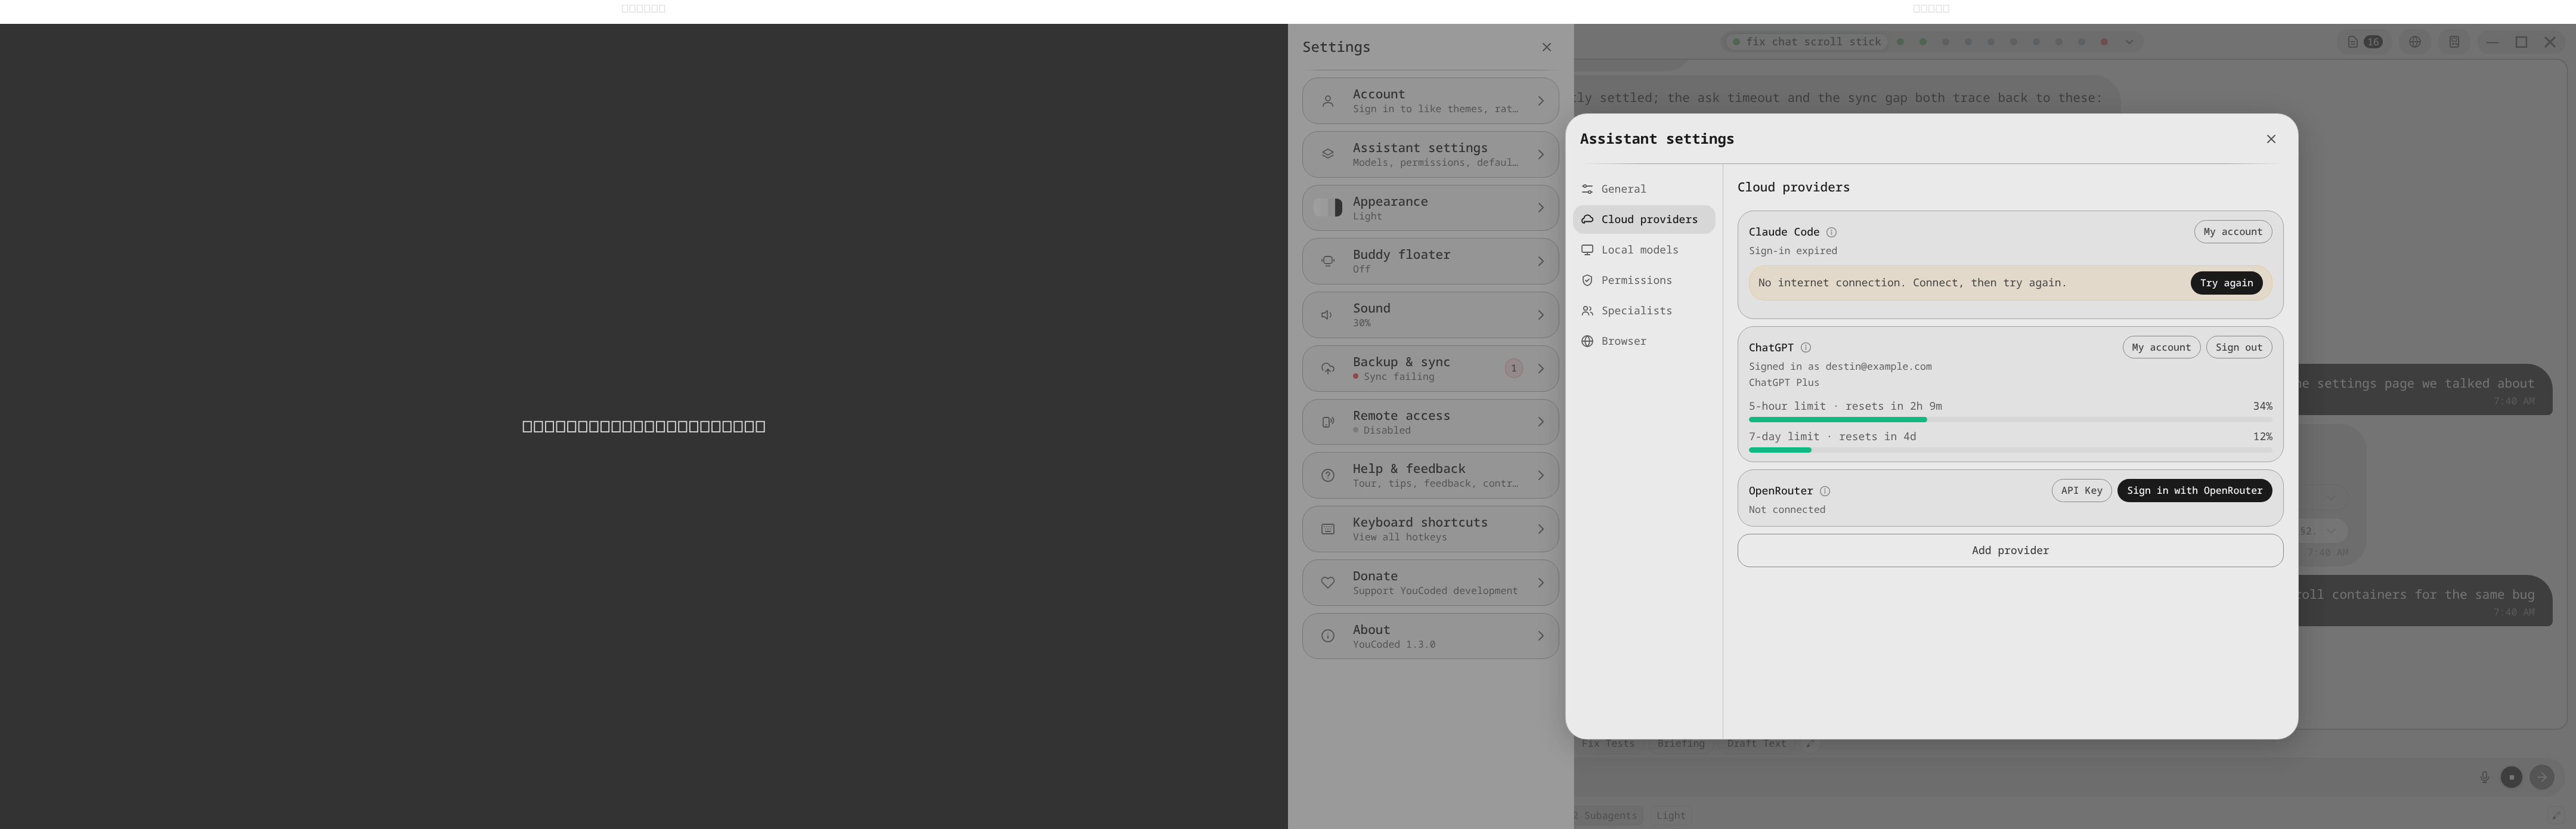 Settings
Account
Sign in to like themes, rat…
Assistant settings
Models, permissions, defaul…
Appearance
Light
Buddy floater
Off
Sound
30%
Backup & sync
Sync failing
1
Remote access
Disabled
Help & feedback
Tour, tips, feedback, contr…
Keyboard shortcuts
View all hotkeys
Donate
Support YouCoded development
About
YouCoded 1.3.0
fix chat scroll stick
16
tly settled; the ask timeout and the sync gap both trace back to these:
Assistant settings
General
Cloud providers
Local models
Permissions
Specialists
Browser
Cloud providers
Claude Code
My account
Sign-in expired
No internet connection. Connect, then try again.
Try again
ChatGPT
My account
Sign out
Signed in as destin@example.com
ChatGPT Plus
5-hour limit · resets in 2h 9m
34%
7-day limit · resets in 4d
12%
OpenRouter
API Key
Sign in with OpenRouter
Not connected
Add provider
he settings page we talked about
7:40 AM
52.
7:40 AM
roll containers for the same bug
7:40 AM
Fix Tests
Briefing
Draft Text
2 Subagents
Light